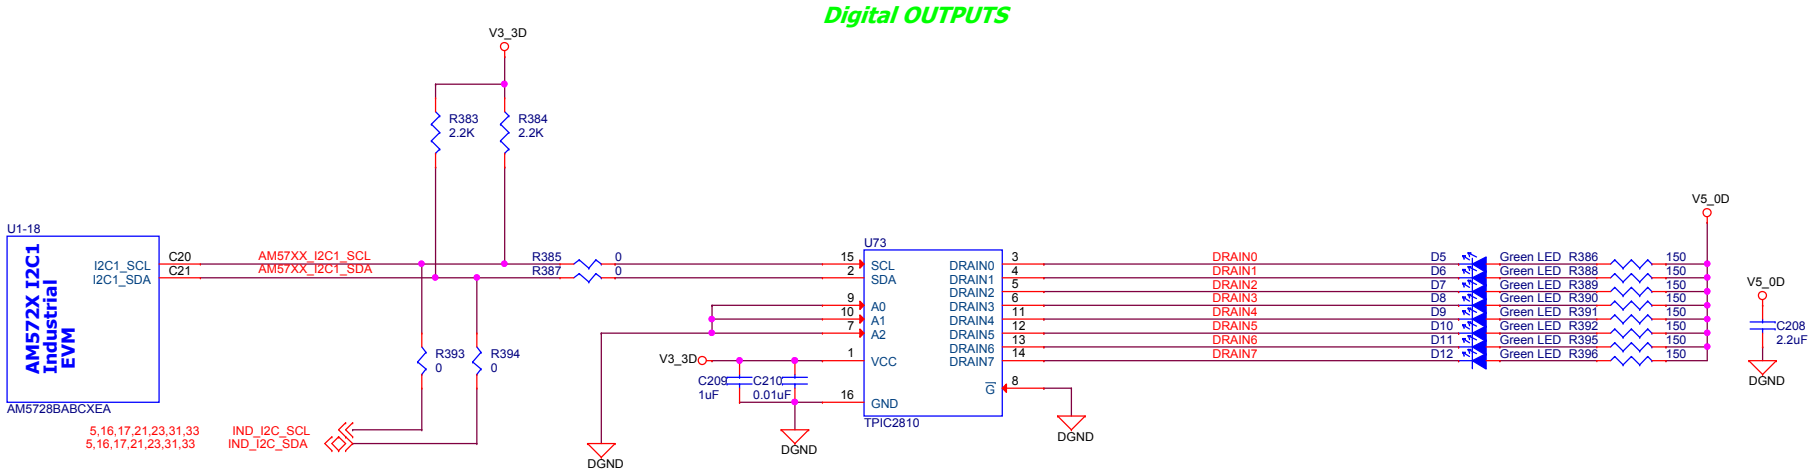 Digital OUTPUTS
V3_3D
R383
2.2K
R384
2.2K
U1-18
AM572X I2C1
Industrial
EVM
I2C1_SCL
I2C1_SDA
C20
C21
AM57XX_I2C1_SCL
AM57XX_I2C1_SDA
R385 0
R387 0
AM5728BABCXEA
R393
0
R394
0
5,16,17,21,23,31,33 IND_I2C_SCL
5,16,17,21,23,31,33 IND_I2C_SDA
DGND
V3_3D
C209
1uF
C210
0.01uF
DGND
U73
15 SCL
2 SDA
9 A0
10 A1
7 A2
1 VCC
16 GND
TPIC2810
DRAIN0 3
DRAIN1 4
DRAIN2 5
DRAIN3 6
DRAIN4 11
DRAIN5 12
DRAIN6 13
DRAIN7 14
G 8
DGND
DRAIN0 D5 Green LED R386 150
DRAIN1 D6 Green LED R388 150
DRAIN2 D7 Green LED R389 150
DRAIN3 D8 Green LED R390 150
DRAIN4 D9 Green LED R391 150
DRAIN5 D10 Green LED R392 150
DRAIN6 D11 Green LED R395 150
DRAIN7 D12 Green LED R396 150
V5_0D
V5_0D
C208
2.2uF
DGND